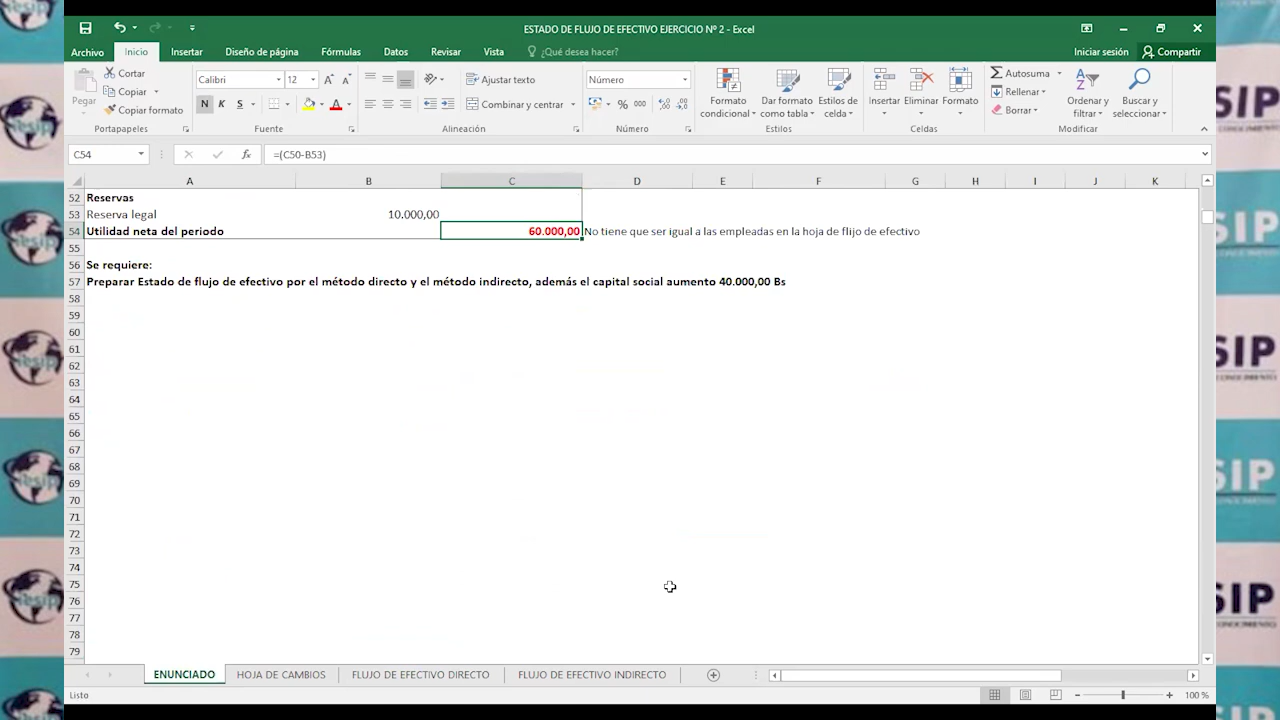 ESTADO DE FLUJO DE EFECTIVO EJERCICIO Nº 2 - Excel
Archivo Inicio Insertar Diseño de página Fórmulas Datos Revisar Vista ¿Qué desea hacer? Iniciar sesión Compartir
Pegar
Cortar
Copiar
Copiar formato
Portapapeles
Calibri 12
N K S
Fuente
Ajustar texto
Combinar y centrar
Alineación
Número
% 000
Número
Formato condicional
Dar formato como tabla
Estilos de celda
Estilos
Insertar Eliminar Formato
Celdas
Autosuma
Rellenar
Borrar
Ordenar y filtrar
Buscar y seleccionar
Modificar
C54 fx =(C50-B53)
A B C D E F G H I J K
52 Reservas
53 Reserva legal 10.000,00
54 Utilidad neta del periodo 60.000,00 No tiene que ser igual a las empleadas en la hoja de flijo de efectivo
55
56 Se requiere:
57 Preparar Estado de flujo de efectivo por el método directo y el método indirecto, además el capital social aumento 40.000,00 Bs
58
59
60
61
62
63
64
65
66
67
68
69
70
71
72
73
74
75
76
77
78
79
ENUNCIADO HOJA DE CAMBIOS FLUJO DE EFECTIVO DIRECTO FLUJO DE EFECTIVO INDIRECTO
Listo 100 %
SIP
SIP
SIP